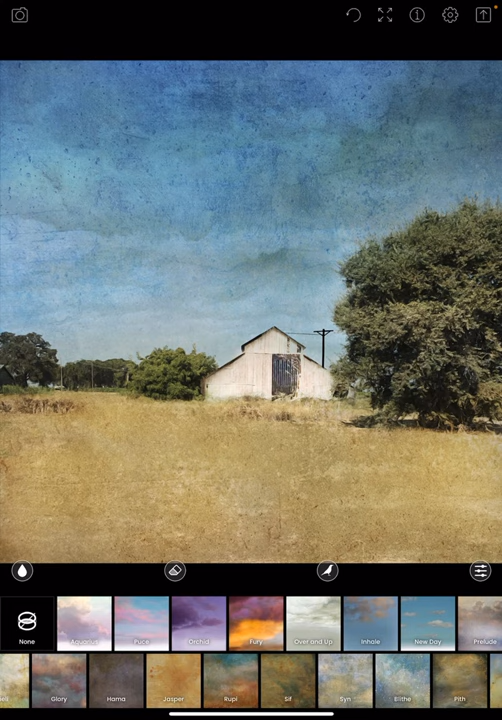 None
Aquarius
Puce
Orchid
Fury
Over and Up
Inhale
New Day
Prelude
Glory
Hama
Jasper
Rupi
Sif
Syn
Blithe
Pith